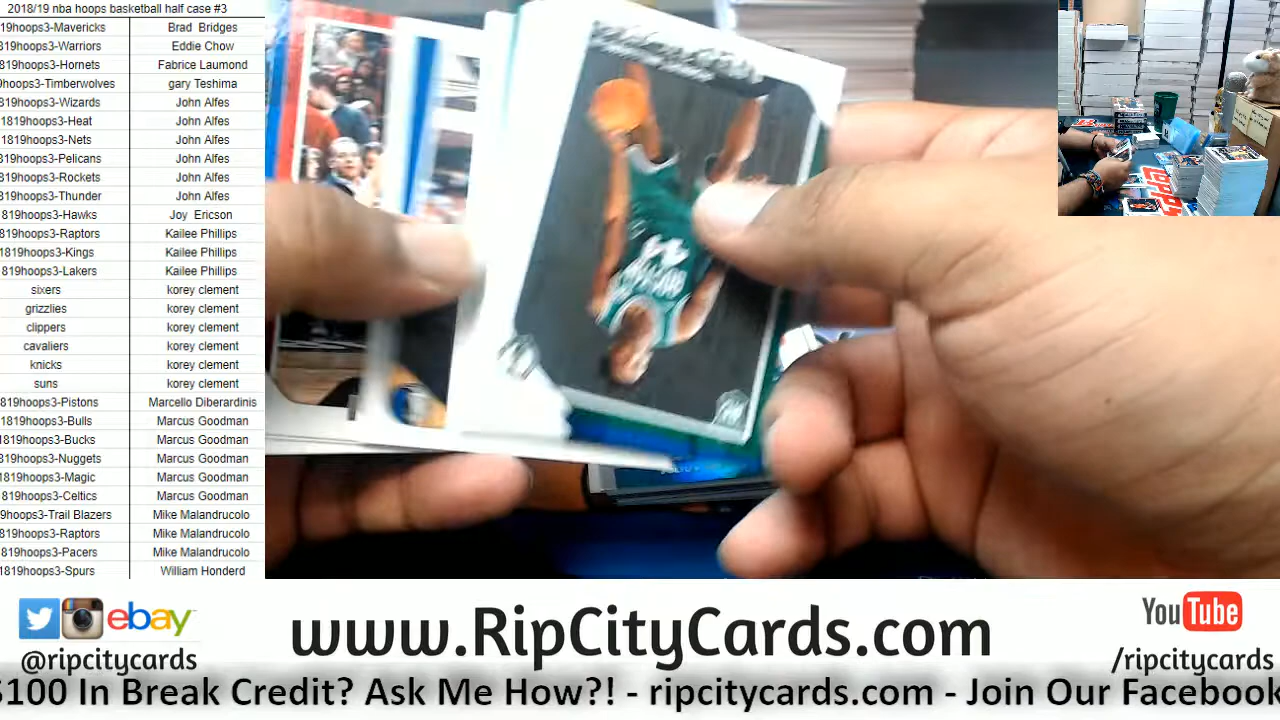 2018/19 nba hoops basketball half case #3
19hoops3-Mavericks Brad Bridges
819hoops3-Warriors Eddie Chow
819hoops3-Hornets Fabrice Laumond
9hoops3-Timberwolves gary Teshima
819hoops3-Wizards John Alfes
1819hoops3-Heat John Alfes
1819hoops3-Nets John Alfes
819hoops3-Pelicans John Alfes
819hoops3-Rockets John Alfes
819hoops3-Thunder John Alfes
819hoops3-Hawks Joy Ericson
819hoops3-Raptors Kailee Phillips
1819hoops3-Kings Kailee Phillips
819hoops3-Lakers Kailee Phillips
sixers korey clement
grizzlies korey clement
clippers korey clement
cavaliers korey clement
knicks korey clement
suns korey clement
819hoops3-Pistons Marcello Diberardinis
1819hoops3-Bulls Marcus Goodman
819hoops3-Bucks Marcus Goodman
819hoops3-Nuggets Marcus Goodman
1819hoops3-Magic Marcus Goodman
819hoops3-Celtics Marcus Goodman
9hoops3-Trail Blazers Mike Malandrucolo
819hoops3-Raptors Mike Malandrucolo
819hoops3-Pacers Mike Malandrucolo
1819hoops3-Spurs William Honderd
ebay
@ripcitycards
www.RipCityCards.com
YouTube
/ripcitycards
$100 In Break Credit? Ask Me How?! - ripcitycards.com - Join Our Facebook